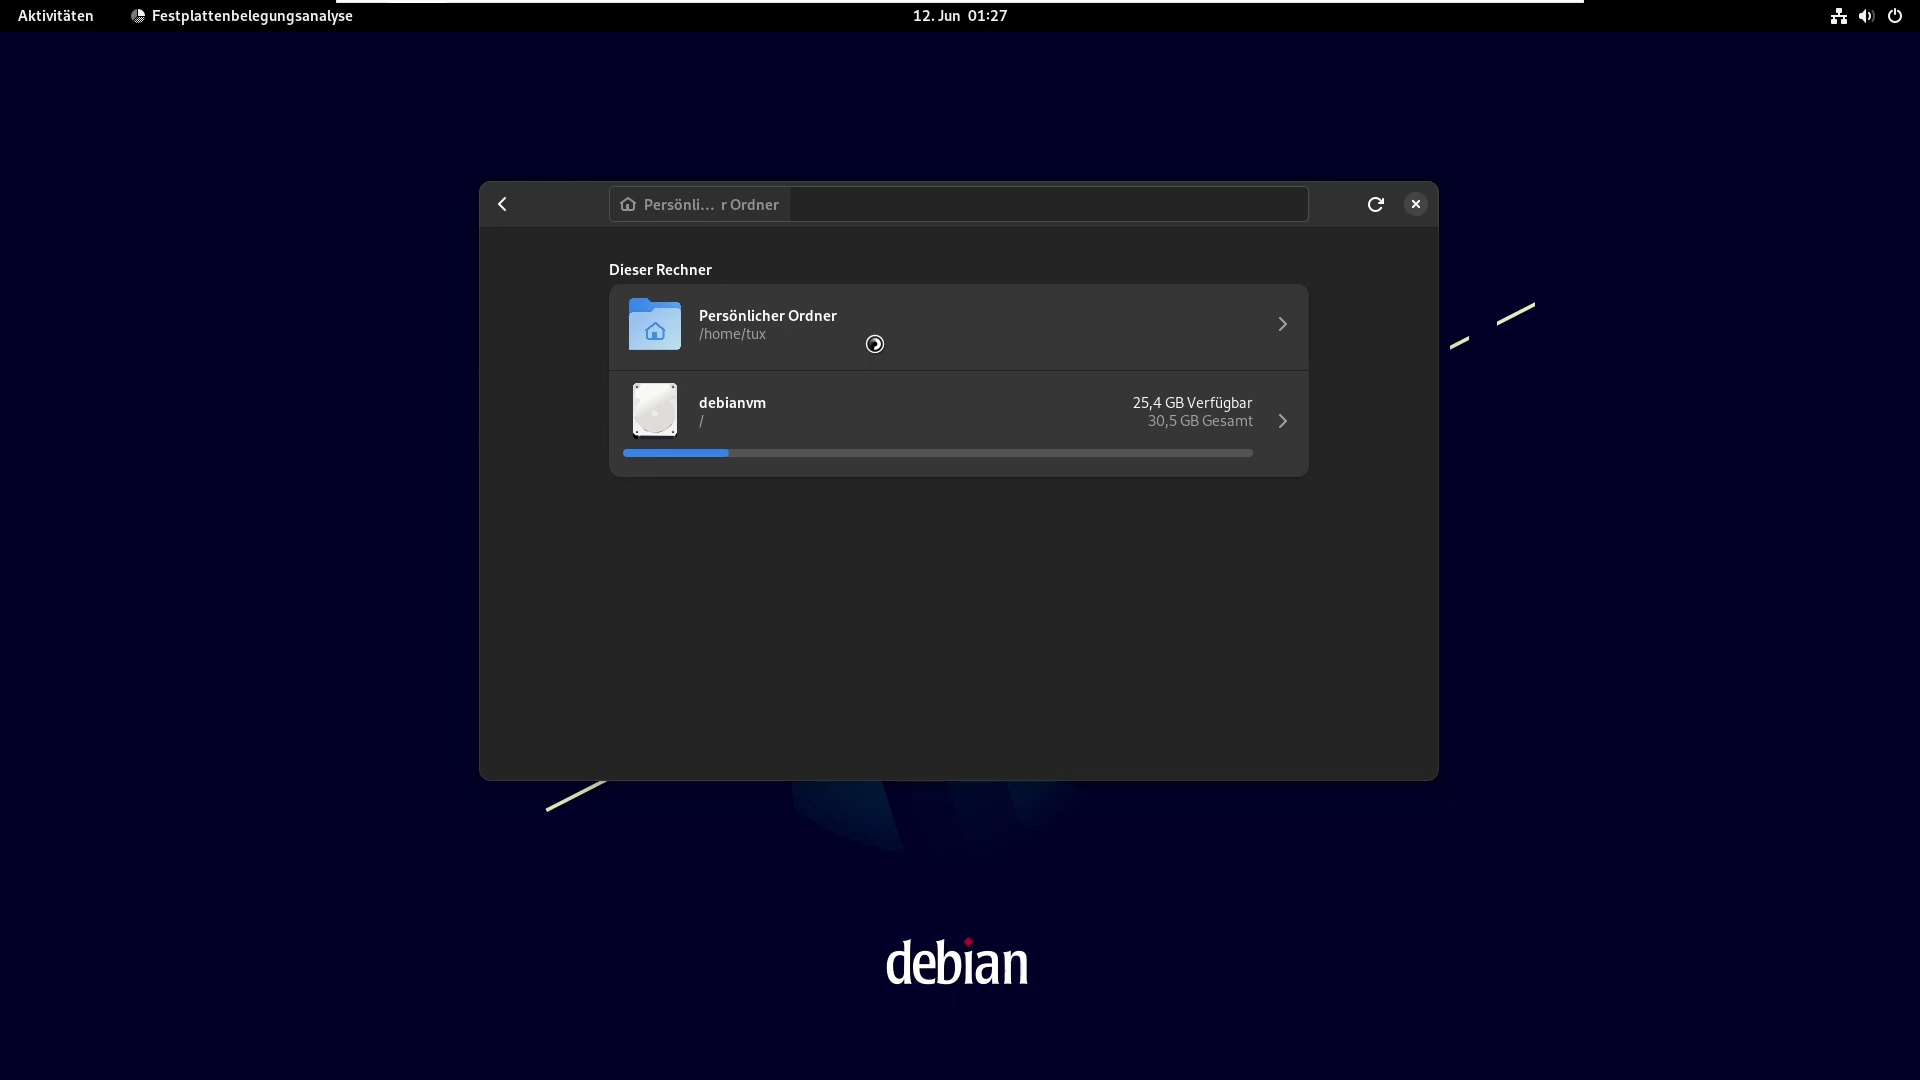 Aktivitäten
Festplattenbelegungsanalyse
12. Jun 01:27
Persönli… r Ordner
Dieser Rechner
Persönlicher Ordner
/home/tux
debianvm
25,4 GB Verfügbar
/
30,5 GB Gesamt
debian